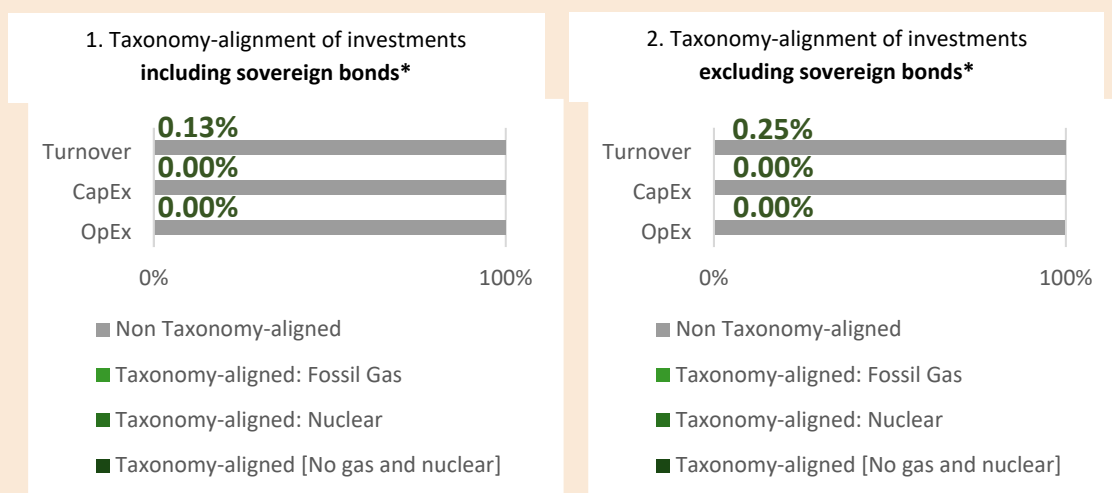 1. Taxonomy-alignment of investments
including sovereign bonds*
0.13%
Turnover
0.00%
CapEx
0.00%
OpEx
0%
100%
Non Taxonomy-aligned
Taxonomy-aligned: Fossil Gas
Taxonomy-aligned: Nuclear
Taxonomy-aligned [No gas and nuclear]
2. Taxonomy-alignment of investments
excluding sovereign bonds*
0.25%
Turnover
0.00%
CapEx
0.00%
OpEx
0%
100%
Non Taxonomy-aligned
Taxonomy-aligned: Fossil Gas
Taxonomy-aligned: Nuclear
Taxonomy-aligned [No gas and nuclear]